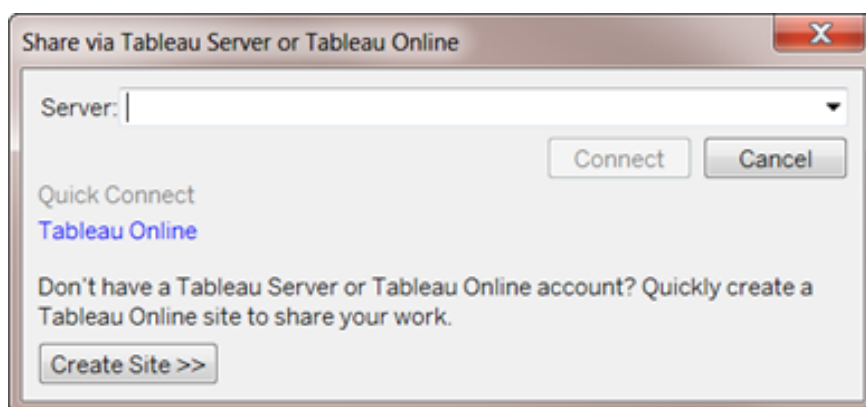 Share via Tableau Server or Tableau Online
Server:
Connect
Cancel
Quick Connect
Tableau Online
Don't have a Tableau Server or Tableau Online account? Quickly create a
Tableau Online site to share your work.
Create Site >>